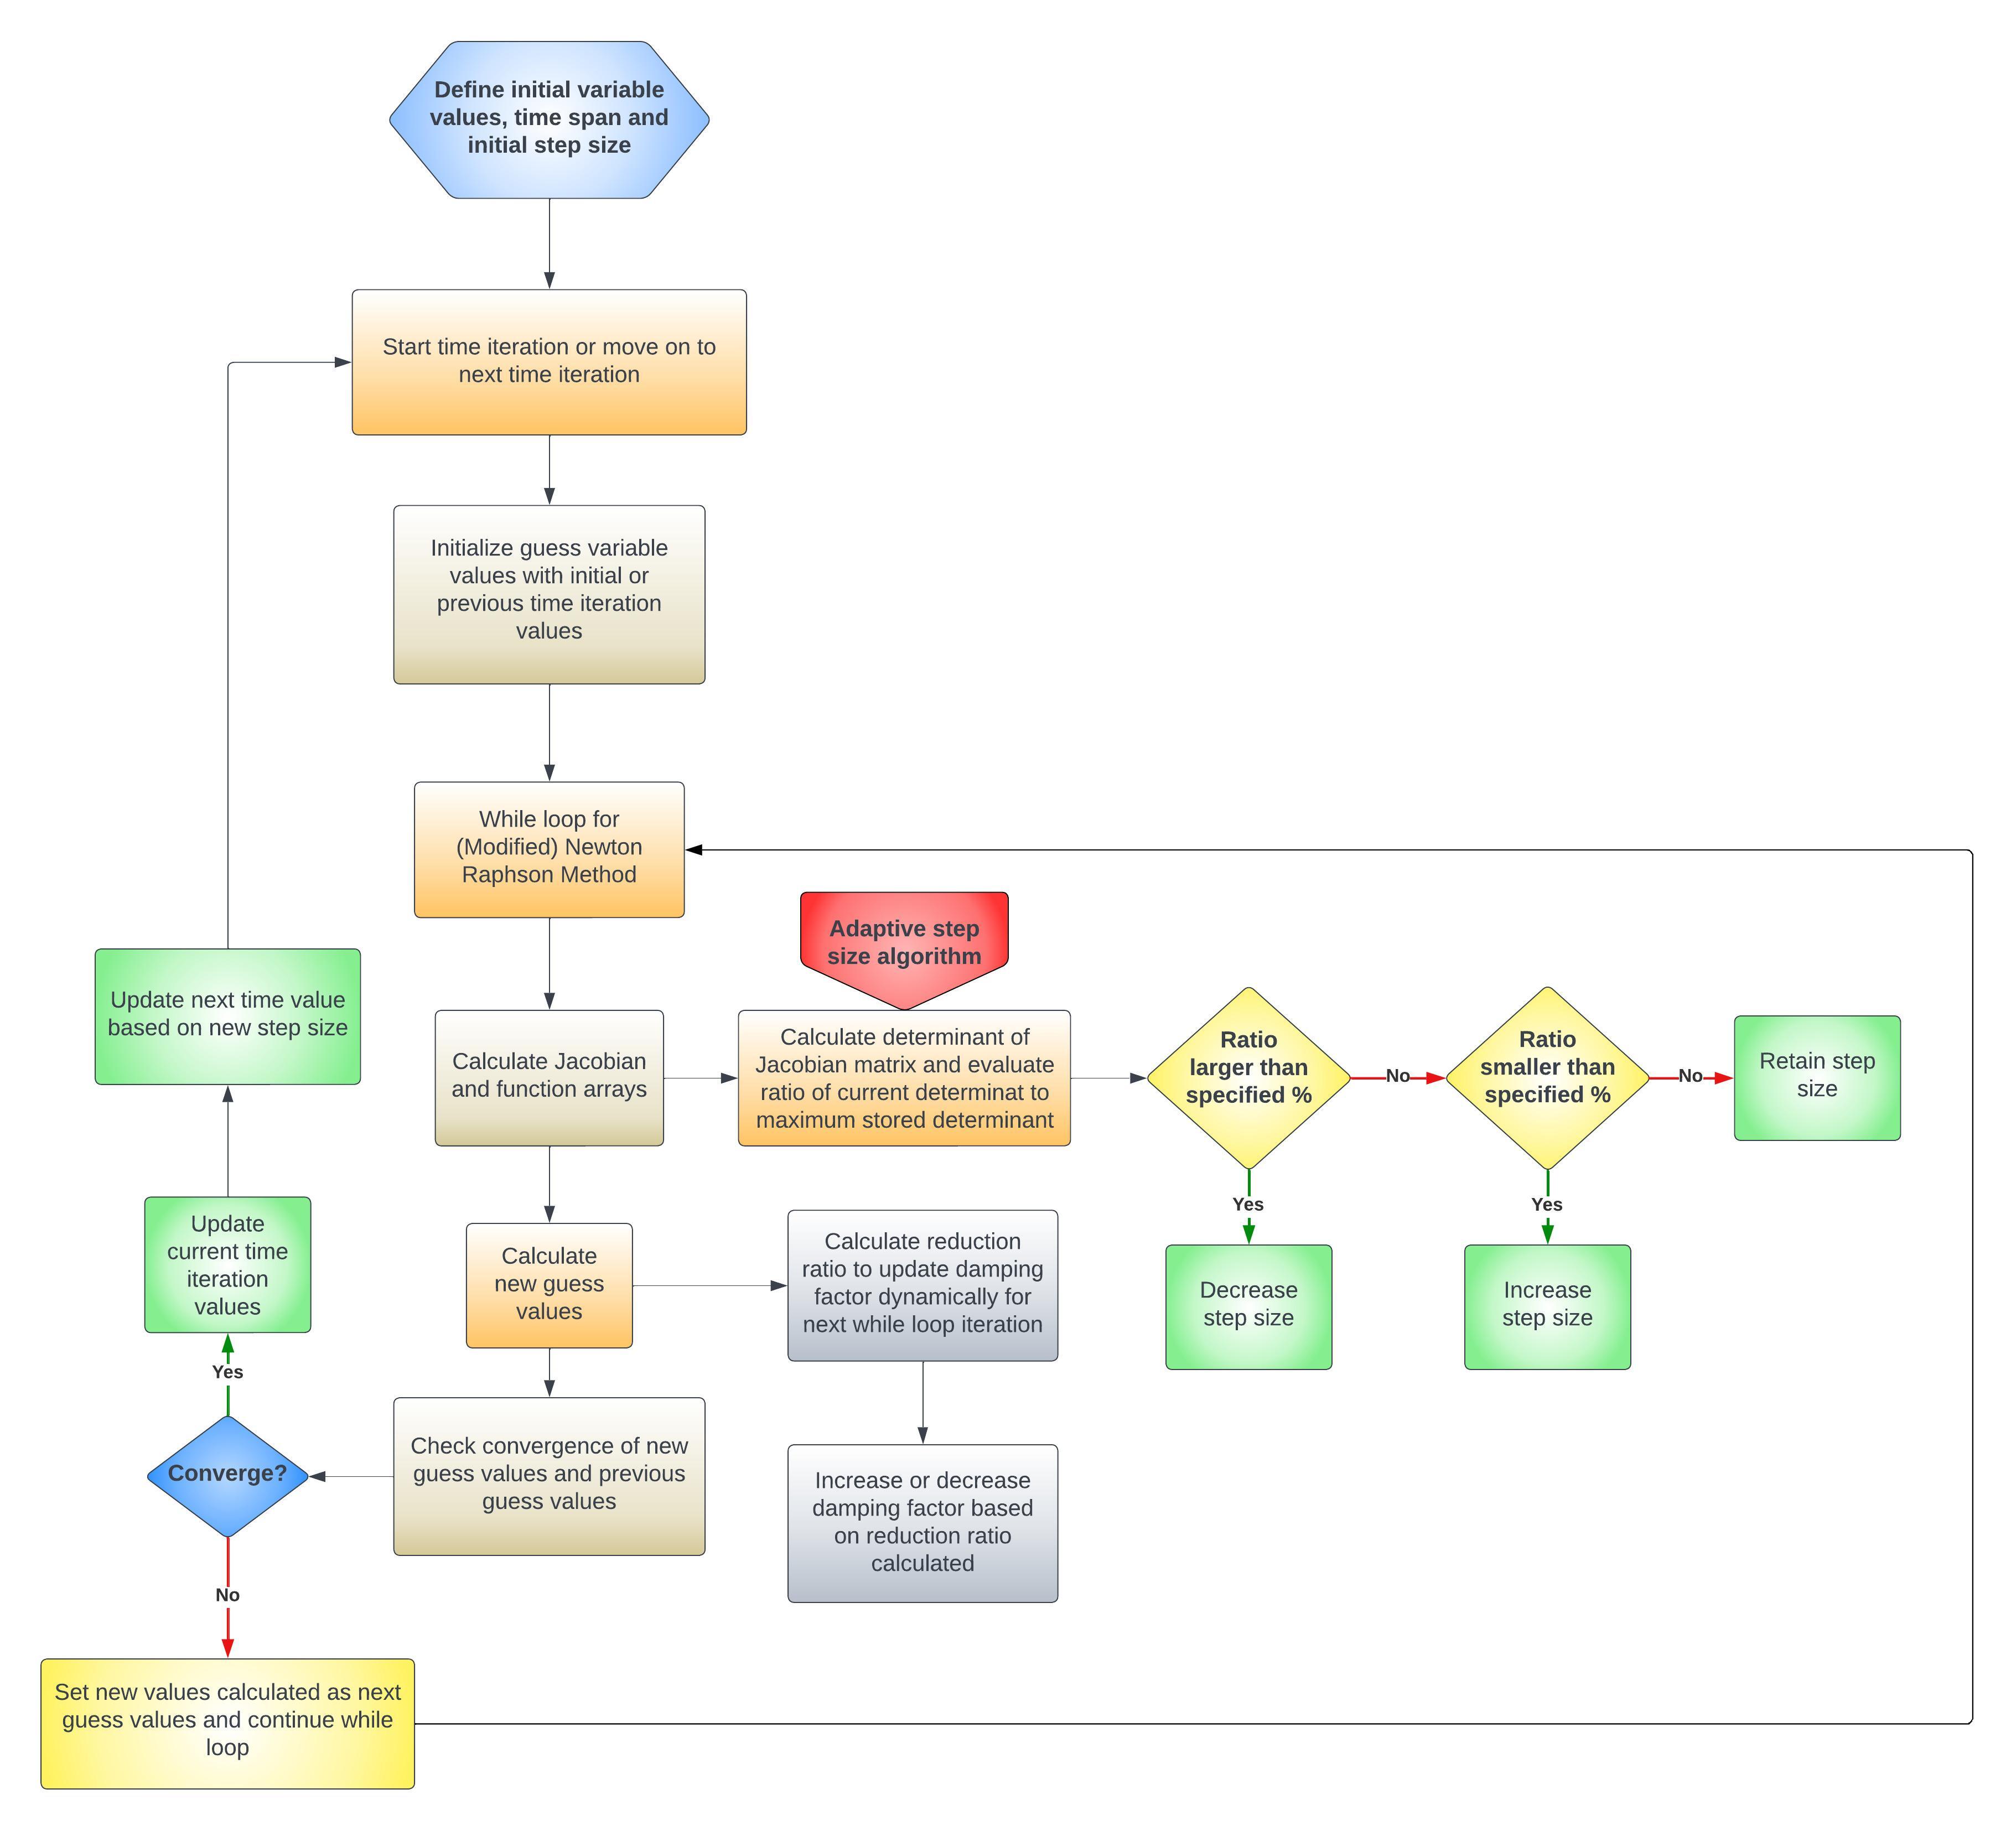 Define initial variable
values, time span and
initial step size
Start time iteration or move on to
next time iteration
Initialize guess variable
values with initial or
previous time iteration
values
While loop for
(Modified) Newton
Raphson Method
Adaptive step
size algorithm
Update next time value
based on new step size
Calculate Jacobian
and function arrays
Calculate determinant of
Jacobian matrix and evaluate
ratio of current determinat to
maximum stored determinant
Ratio
larger than
specified %
No
Ratio
smaller than
specified %
No
Retain step
size
Yes
Yes
Update
current time
iteration
values
Calculate
new guess
values
Calculate reduction
ratio to update damping
factor dynamically for
next while loop iteration
Decrease
step size
Increase
step size
Yes
Converge?
Check convergence of new
guess values and previous
guess values
Increase or decrease
damping factor based
on reduction ratio
calculated
No
Set new values calculated as next
guess values and continue while
loop